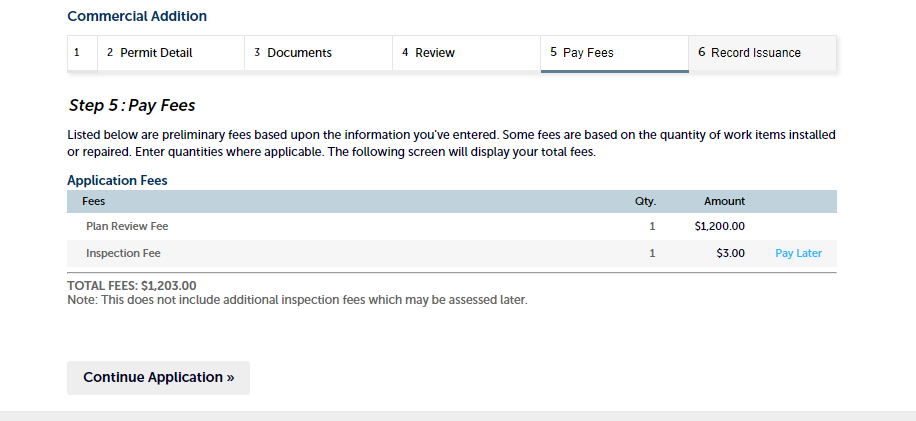 Commercial Addition
1 2 Permit Detail 3 Documents 4 Review 5 Pay Fees 6 Record Issuance
Step 5: Pay Fees
Listed below are preliminary fees based upon the information you've entered. Some fees are based on the quantity of work items installed
or repaired. Enter quantities where applicable. The following screen will display your total fees.
Application Fees
Fees Qty. Amount
Plan Review Fee 1 $1,200.00
Inspection Fee 1 $3.00 Pay Later
TOTAL FEES: $1,203.00
Note: This does not include additional inspection fees which may be assessed later.
Continue Application »